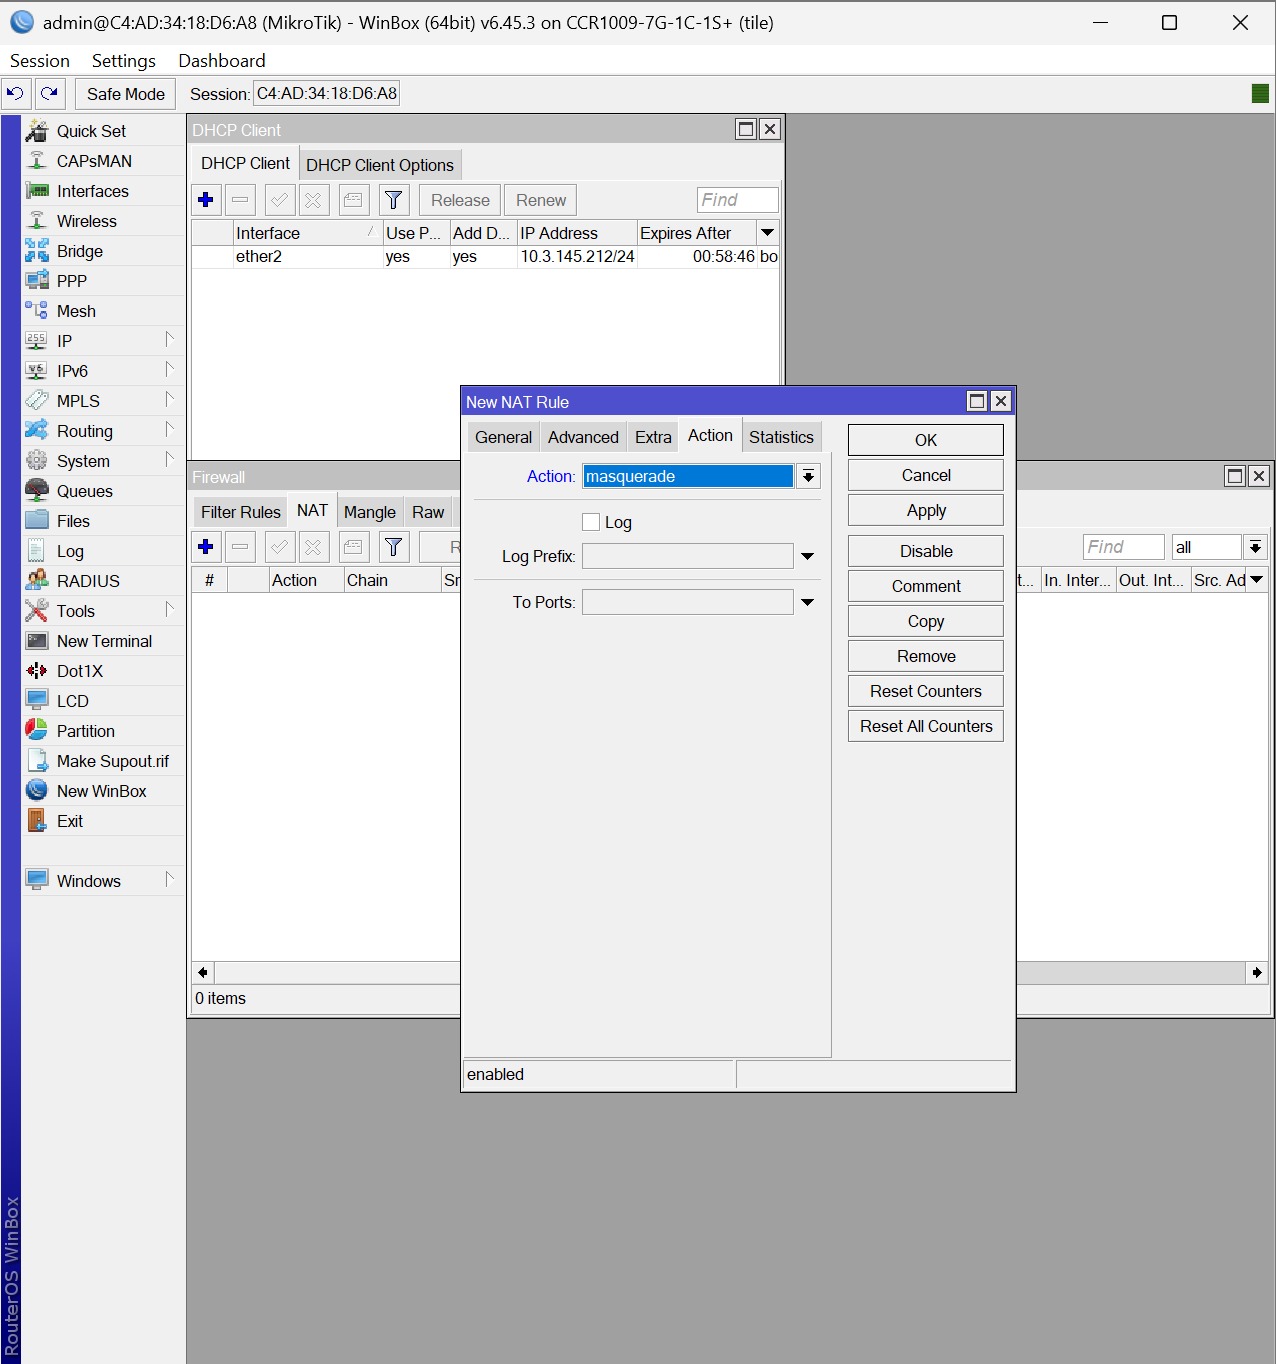 admin@C4:AD:34:18:D6:A8 (MikroTik) - WinBox (64bit) v6.45.3 on CCR1009-7G-1C-1S+ (tile)
Session Settings Dashboard
Safe Mode Session: C4:AD:34:18:D6:A8
Quick Set
CAPsMAN
Interfaces
Wireless
Bridge
PPP
Mesh
IP
IPv6
MPLS
Routing
System
Queues
Files
Log
RADIUS
Tools
New Terminal
Dot1X
LCD
Partition
Make Supout.rif
New WinBox
Exit
Windows
RouterOS WinBox
DHCP Client
DHCP Client DHCP Client Options
Release Renew Find
Interface Use P... Add D... IP Address Expires After
ether2 yes yes 10.3.145.212/24 00:58:46 bo
Firewall
Filter Rules NAT Mangle Raw
R Find all
# Action Chain Sr t... In. Inter... Out. Int... Src. Ad
0 items
New NAT Rule
General Advanced Extra Action Statistics
Action: masquerade
Log
Log Prefix:
To Ports:
OK
Cancel
Apply
Disable
Comment
Copy
Remove
Reset Counters
Reset All Counters
enabled